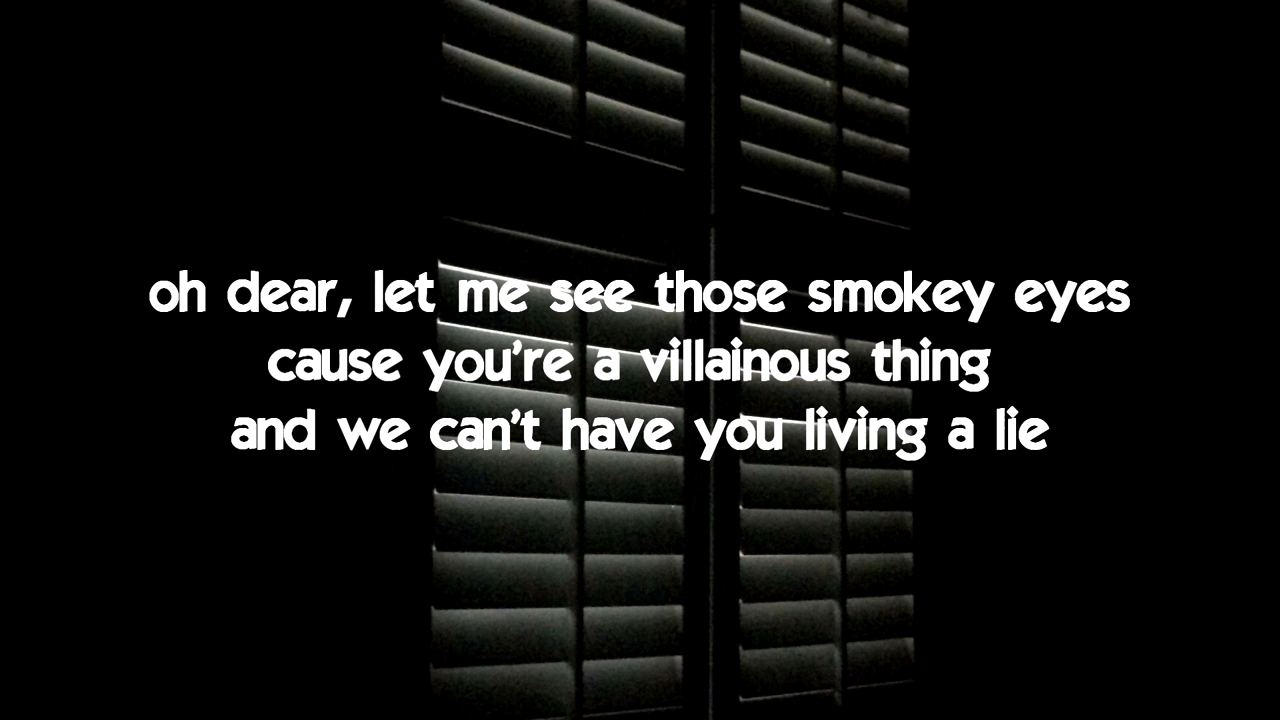 oh dear, let me see those smokey eyes
cause you're a villainous thing
and we can't have you living a lie